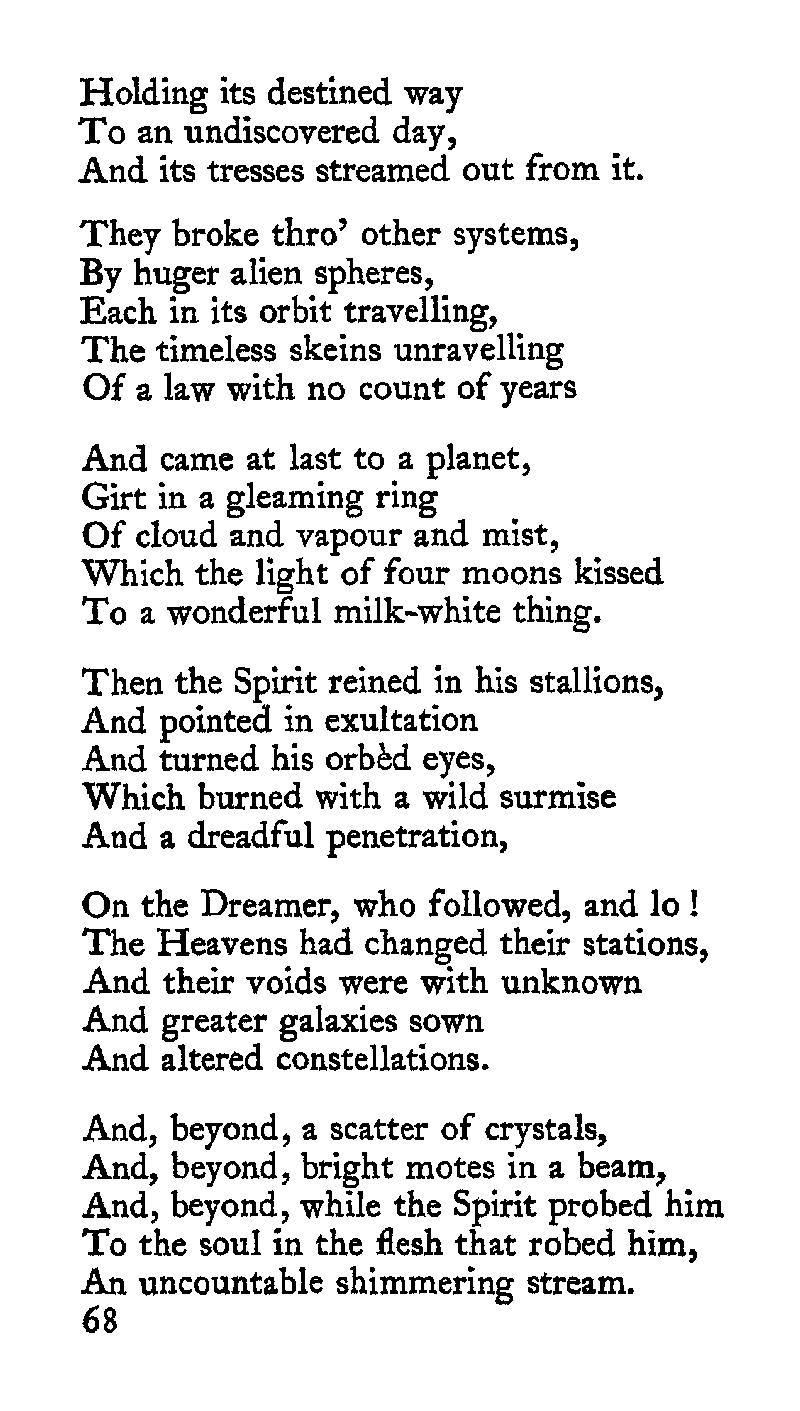 Holding its destined way
To an undiscovered day,
And its tresses streamed out from it.
They broke thro' other systems,
By huger alien spheres,
Each in its orbit travelling,
The timeless skeins unravelling
Of a law with no count of years
And came at last to a planet,
Girt in a gleaming ring
Of cloud and vapour and mist,
Which the light of four moons kissed
To a wonderful milk-white thing.
Then the Spirit reined in his stallions,
And pointed in exultation
And turned his orbèd eyes,
Which burned with a wild surmise
And a dreadful penetration,
On the Dreamer, who followed, and lo !
The Heavens had changed their stations,
And their voids were with unknown
And greater galaxies sown
And altered constellations.
And, beyond, a scatter of crystals,
And, beyond, bright motes in a beam,
And, beyond, while the Spirit probed him
To the soul in the flesh that robed him,
An uncountable shimmering stream.
68